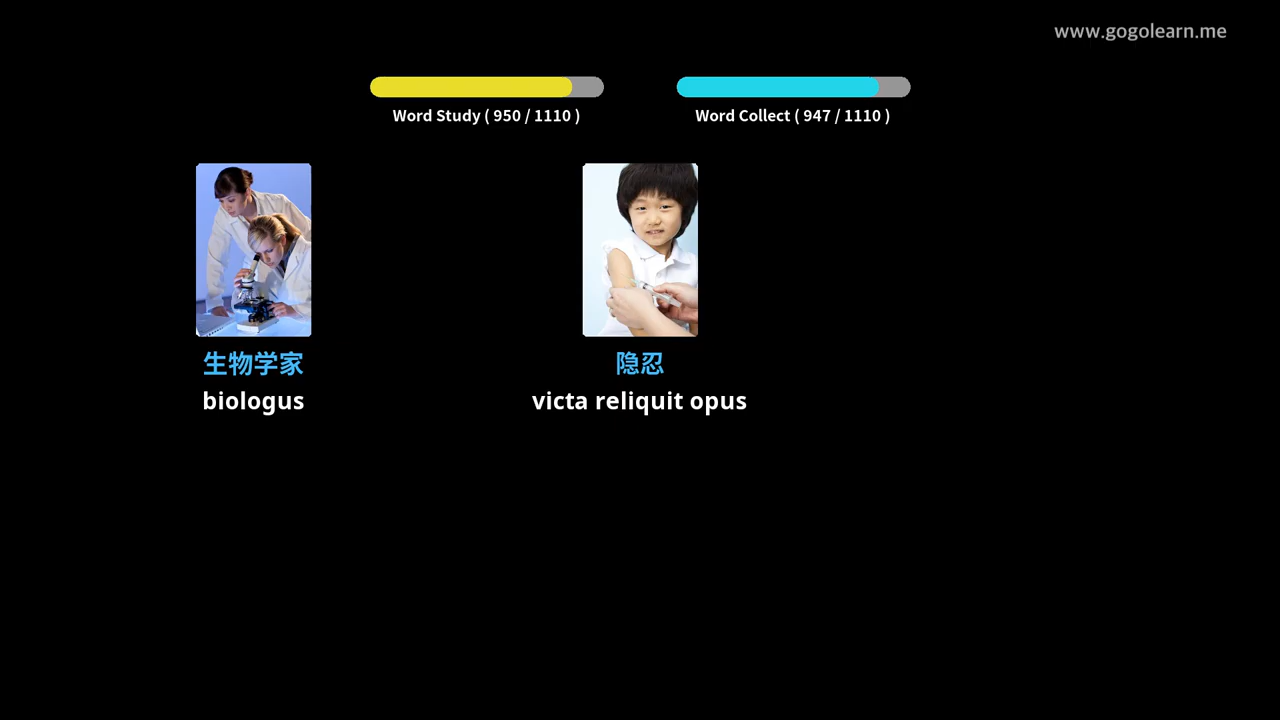 www.gogolearn.me
Word Study ( 950 / 1110 )
Word Collect ( 947 / 1110 )
生物学家
biologus
隐忍
victa reliquit opus